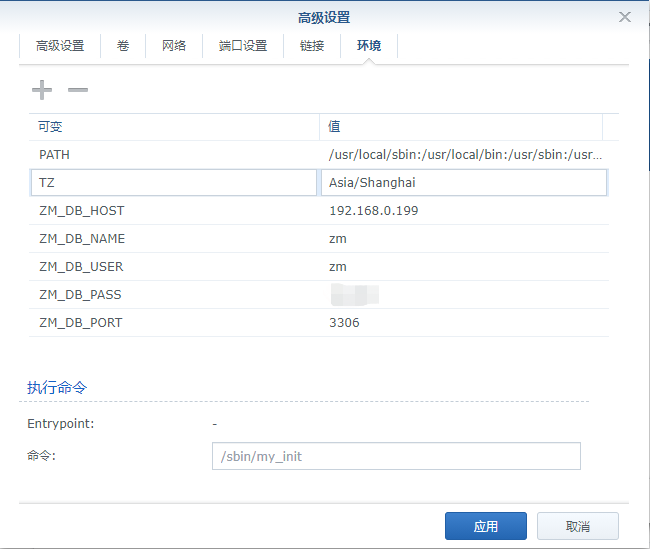 高级设置
高级设置 卷 网络 端口设置 链接 环境
可变 值
PATH /usr/local/sbin:/usr/local/bin:/usr/sbin:/usr...
TZ Asia/Shanghai
ZM_DB_HOST 192.168.0.199
ZM_DB_NAME zm
ZM_DB_USER zm
ZM_DB_PASS
ZM_DB_PORT 3306
执行命令
Entrypoint: -
命令: /sbin/my_init
应用 取消